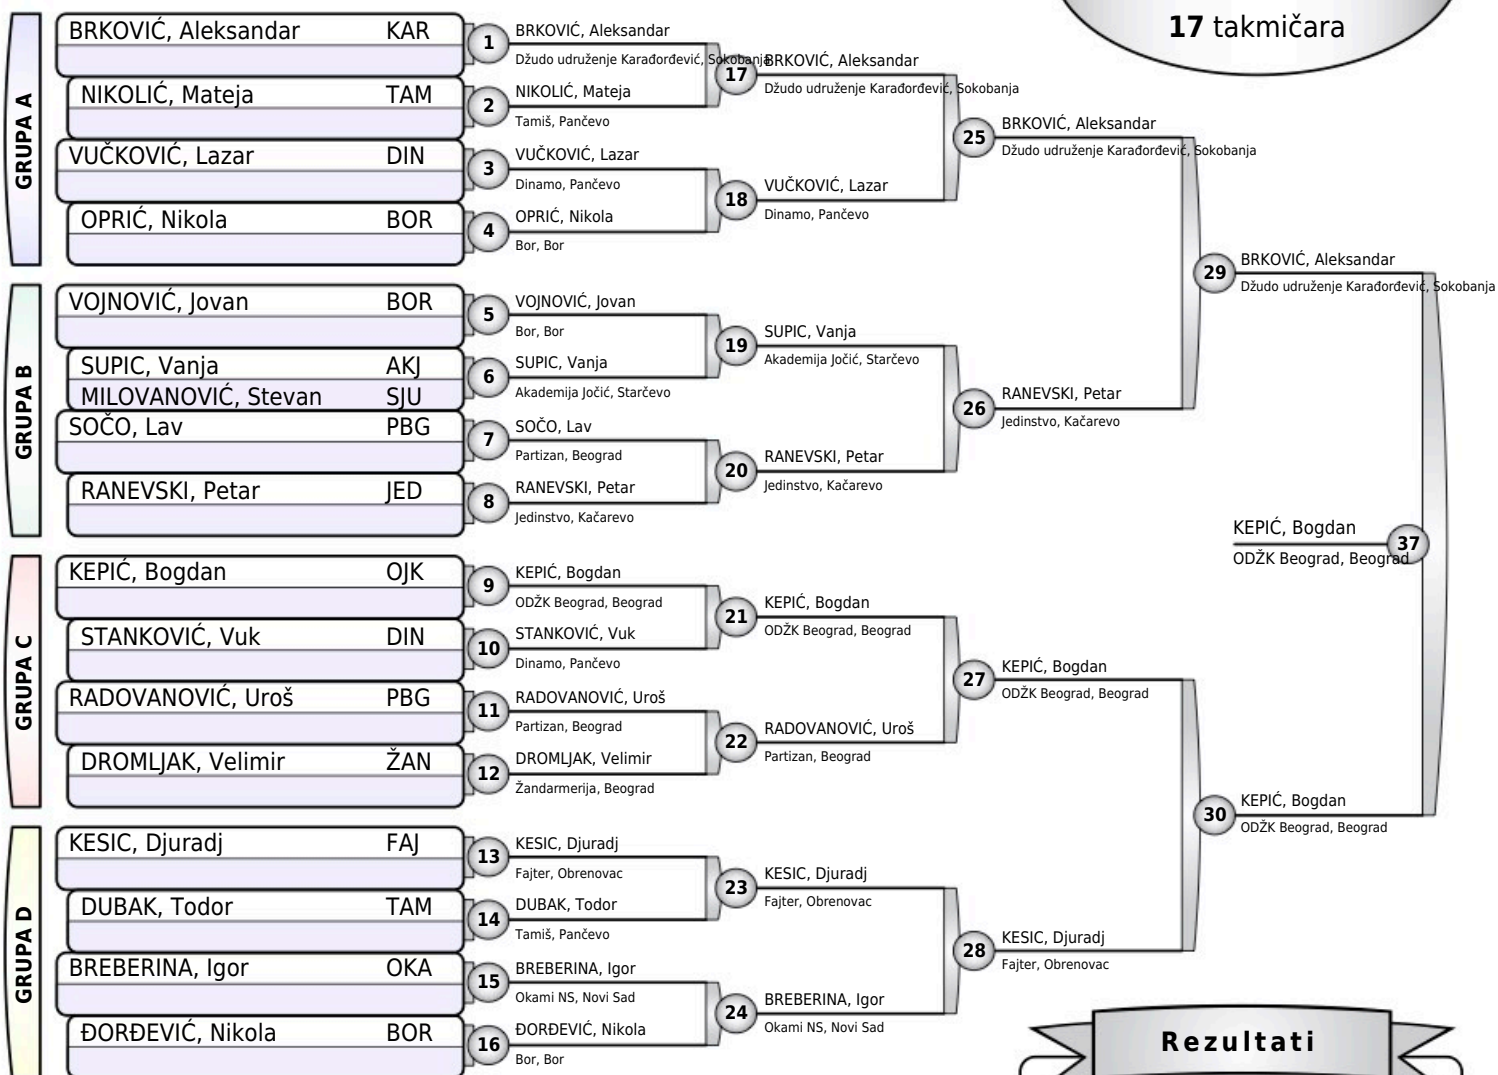 17 takmičara
GRUPA A
BRKOVIĆ, Aleksandar KAR
NIKOLIĆ, Mateja TAM
VUČKOVIĆ, Lazar DIN
OPRIĆ, Nikola BOR
GRUPA B
VOJNOVIĆ, Jovan BOR
SUPIC, Vanja AKJ
MILOVANOVIĆ, Stevan SJU
SOČO, Lav PBG
RANEVSKI, Petar JED
GRUPA C
KEPIĆ, Bogdan OJK
STANKOVIĆ, Vuk DIN
RADOVANOVIĆ, Uroš PBG
DROMLJAK, Velimir ŽAN
GRUPA D
KESIC, Djuradj FAJ
DUBAK, Todor TAM
BREBERINA, Igor OKA
ĐORĐEVIĆ, Nikola BOR
1 BRKOVIĆ, Aleksandar
Džudo udruženje Karađorđević, Sokobanja
2 NIKOLIĆ, Mateja
Tamiš, Pančevo
3 VUČKOVIĆ, Lazar
Dinamo, Pančevo
4 OPRIĆ, Nikola
Bor, Bor
5 VOJNOVIĆ, Jovan
Bor, Bor
6 SUPIC, Vanja
Akademija Jočić, Starčevo
7 SOČO, Lav
Partizan, Beograd
8 RANEVSKI, Petar
Jedinstvo, Kačarevo
9 KEPIĆ, Bogdan
ODŽK Beograd, Beograd
10 STANKOVIĆ, Vuk
Dinamo, Pančevo
11 RADOVANOVIĆ, Uroš
Partizan, Beograd
12 DROMLJAK, Velimir
Žandarmerija, Beograd
13 KESIC, Djuradj
Fajter, Obrenovac
14 DUBAK, Todor
Tamiš, Pančevo
15 BREBERINA, Igor
Okami NS, Novi Sad
16 ĐORĐEVIĆ, Nikola
Bor, Bor
17 BRKOVIĆ, Aleksandar
Džudo udruženje Karađorđević, Sokobanja
18 VUČKOVIĆ, Lazar
Dinamo, Pančevo
19 SUPIC, Vanja
Akademija Jočić, Starčevo
20 RANEVSKI, Petar
Jedinstvo, Kačarevo
21 KEPIĆ, Bogdan
ODŽK Beograd, Beograd
22 RADOVANOVIĆ, Uroš
Partizan, Beograd
23 KESIC, Djuradj
Fajter, Obrenovac
24 BREBERINA, Igor
Okami NS, Novi Sad
25 BRKOVIĆ, Aleksandar
Džudo udruženje Karađorđević, Sokobanja
26 RANEVSKI, Petar
Jedinstvo, Kačarevo
27 KEPIĆ, Bogdan
ODŽK Beograd, Beograd
28 KESIC, Djuradj
Fajter, Obrenovac
29 BRKOVIĆ, Aleksandar
Džudo udruženje Karađorđević, Sokobanja
30 KEPIĆ, Bogdan
ODŽK Beograd, Beograd
KEPIĆ, Bogdan 37
ODŽK Beograd, Beograd
Rezultati